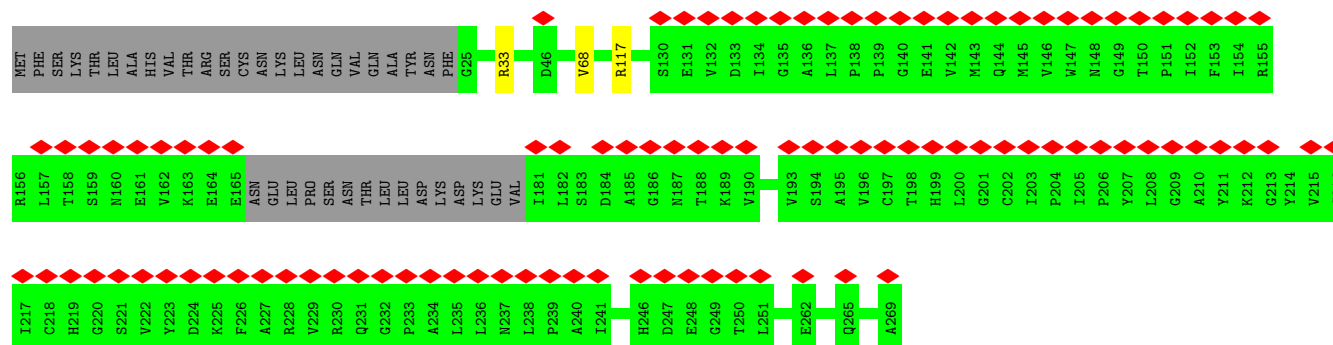 MET PHE SER LYS THR LEU ALA HIS VAL THR ARG SER CYS ASN LYS LEU ASN GLN VAL GLN ALA TYR ASN PHE G25 R33 D46 V68 R117 S130 E131 V132 D133 I134 G135 A136 L137 P138 P139 G140 E141 V142 M143 Q144 M145 V146 W147 N148 G149 T150 P151 I152 F153 I154 R155
R156 L157 T158 S159 N160 E161 V162 K163 E164 E165 ASN GLU LEU PRO SER ASN THR LEU LEU ASP LYS ASP LYS GLU VAL I181 L182 S183 D184 A185 G186 N187 T188 K189 V190 V193 S194 A195 V196 C197 T198 H199 L200 G201 C202 I203 P204 I205 P206 Y207 L208 G209 A210 Y211 K212 G213 Y214 V215
I217 C218 H219 G220 S221 V222 Y223 D224 K225 F226 A227 R228 V229 R230 Q231 G232 P233 A234 L235 L236 N237 L238 P239 A240 I241 H246 D247 E248 G249 T250 L251 E262 Q265 A269